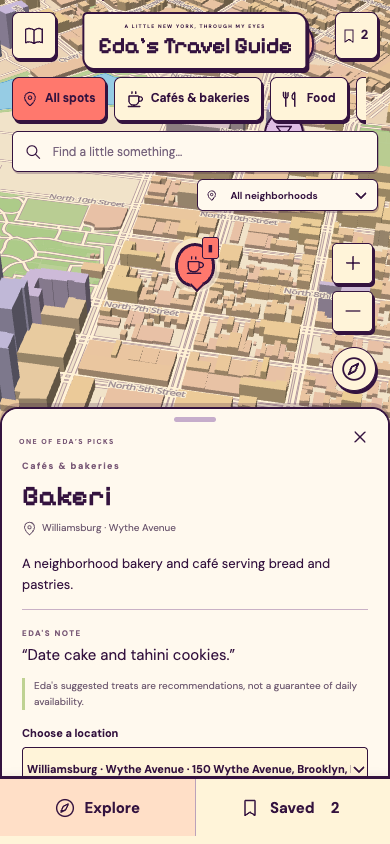 A LITTLE NEW YORK, THROUGH MY EYES
Eda's Travel Guide
2
All spots
Cafés & bakeries
Food
Find a little something…
All neighborhoods
North 10th Street
North 7th Street
North 5th Street
ONE OF EDA'S PICKS
Cafés & bakeries
Bakeri
Williamsburg · Wythe Avenue
A neighborhood bakery and café serving bread and
pastries.
EDA'S NOTE
“Date cake and tahini cookies.”
Eda's suggested treats are recommendations, not a guarantee of daily
availability.
Choose a location
Williamsburg · Wythe Avenue · 150 Wythe Avenue, Brooklyn,
Explore
Saved 2